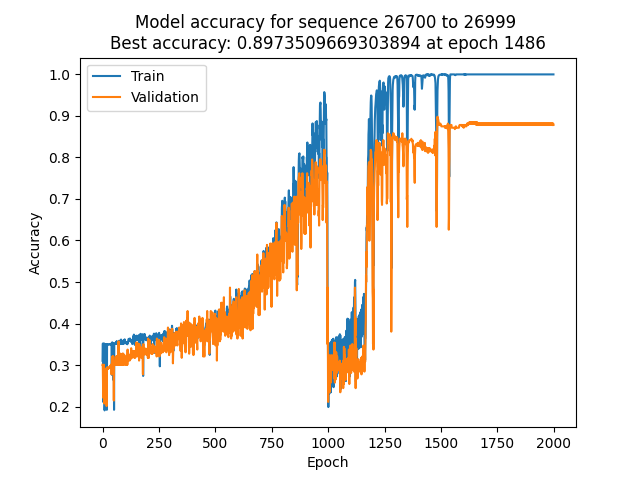 Model accuracy for sequence 26700 to 26999
Best accuracy: 0.8973509669303894 at epoch 1486
Train
Validation
1.0
0.9
0.8
0.7
0.6
0.5
0.4
0.3
0.2
Accuracy
0 250 500 750 1000 1250 1500 1750 2000
Epoch